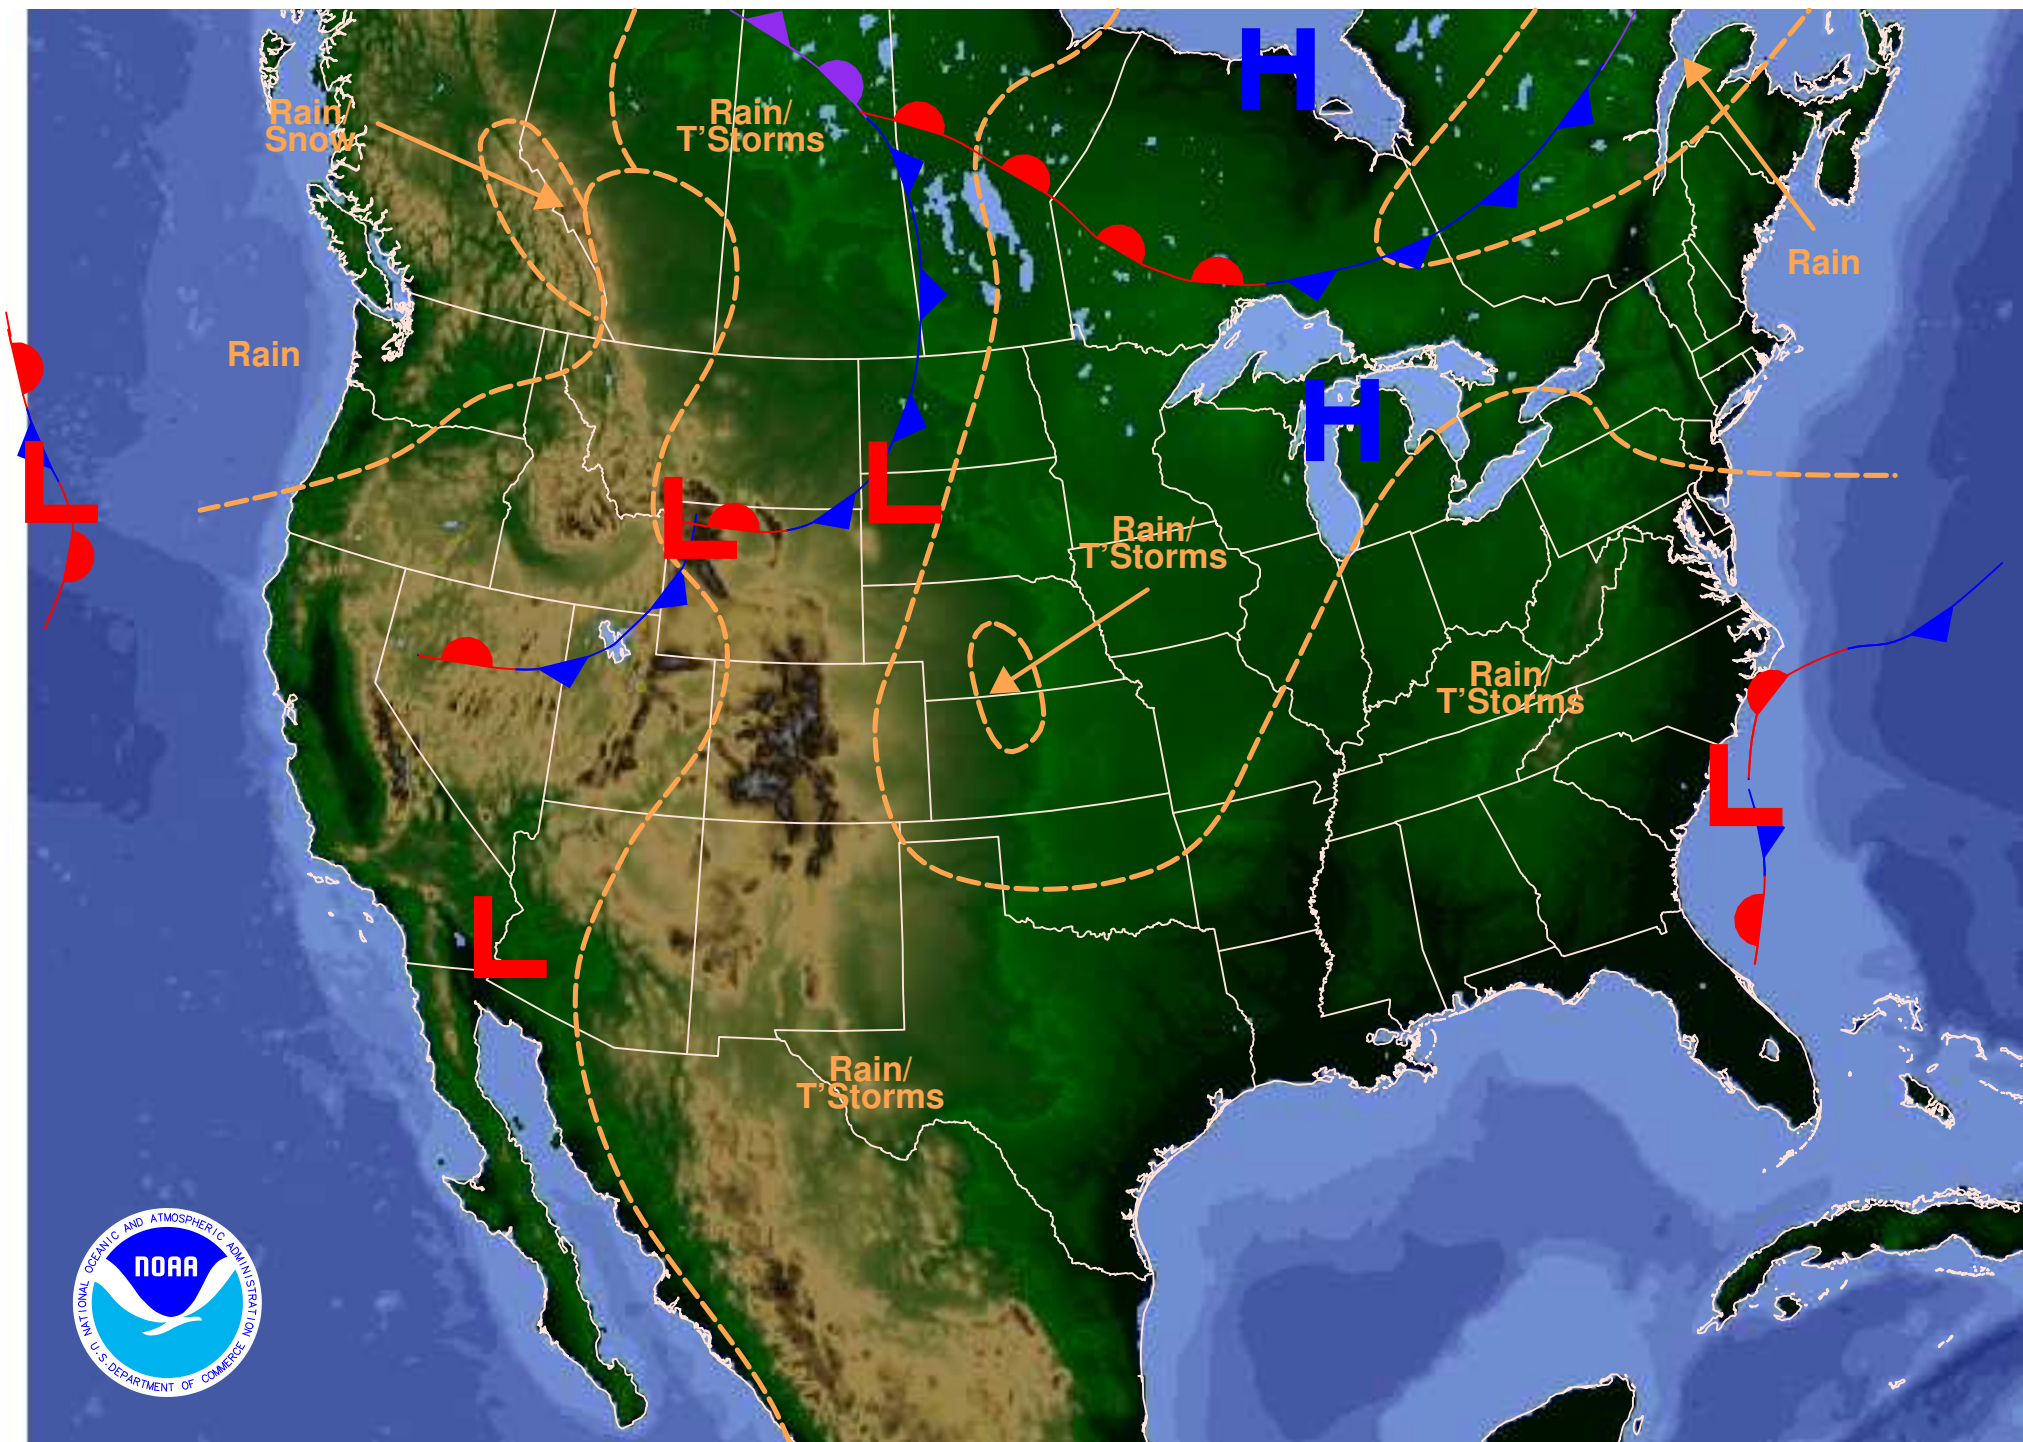 H
Rain/
Snow
Rain/
T'Storms
Rain
Rain
H
L
L
L
Rain/
T'Storms
Rain/
T'Storms
L
L
Rain/
T'Storms
NATIONAL OCEANIC AND ATMOSPHERIC ADMINISTRATION
NOAA
U.S. DEPARTMENT OF COMMERCE